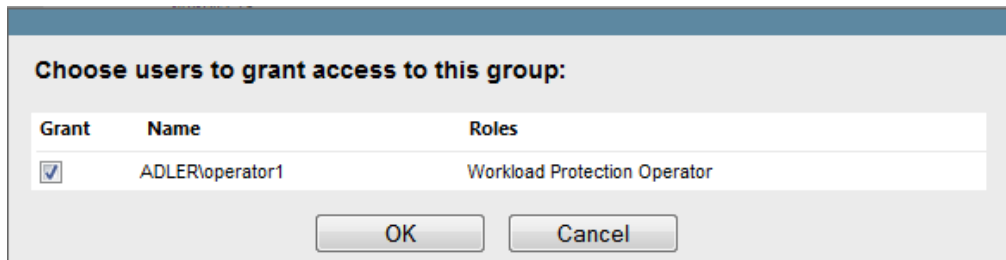 Choose users to grant access to this group:
Grant Name Roles
ADLER\operator1 Workload Protection Operator
OK Cancel